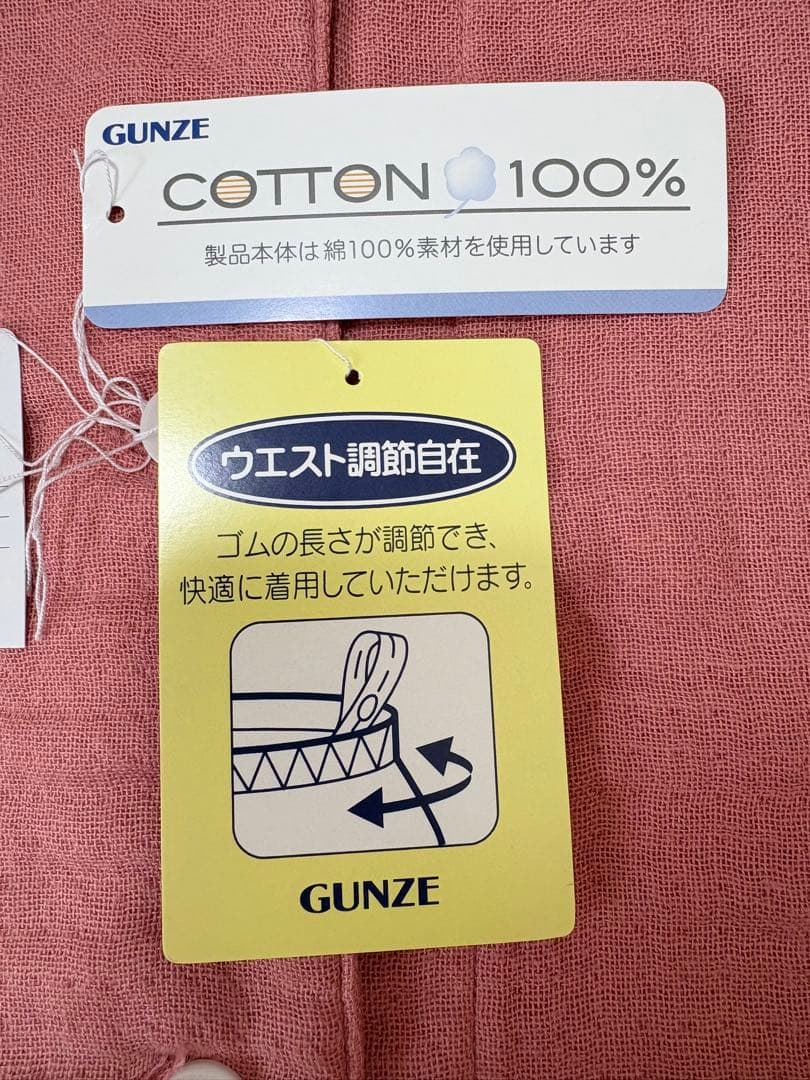 GUNZE
COTTON 100%
製品本体は綿100%素材を使用しています
ウエスト調節自在
ゴムの長さが調節でき、
快適に着用していただけます。
GUNZE